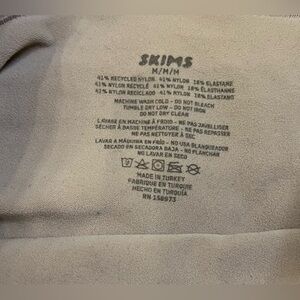 SKIMS
M/M/M
41% RECYCLED NYLON 41% NYLON 18% ELASTANE
41% NYLON RECYCLÉ 41% NYLON 18% ÉLASTHANNE
41% NYLON RECICLADO 41% NYLON 18% ELASTANO
MACHINE WASH COLD - DO NOT BLEACH
TUMBLE DRY LOW - DO NOT IRON
DO NOT DRY CLEAN
LAVAGE EN MACHINE À FROID - NE PAS JAVELLISER
SÉCHER À BASSE TEMPÉRATURE - NE PAS REPASSER
NE PAS NETTOYER À SEC
LAVAR A MÁQUINA EN FRÍO - NO USA BLANQUEADOR
SECADO EN SECADORA BAJA - NO PLANCHAR
NO LAVAR EN SECO
MADE IN TURKEY
FABRIQUÉ EN TURQUIE
HECHO EN TURQUÍA
RN 158973